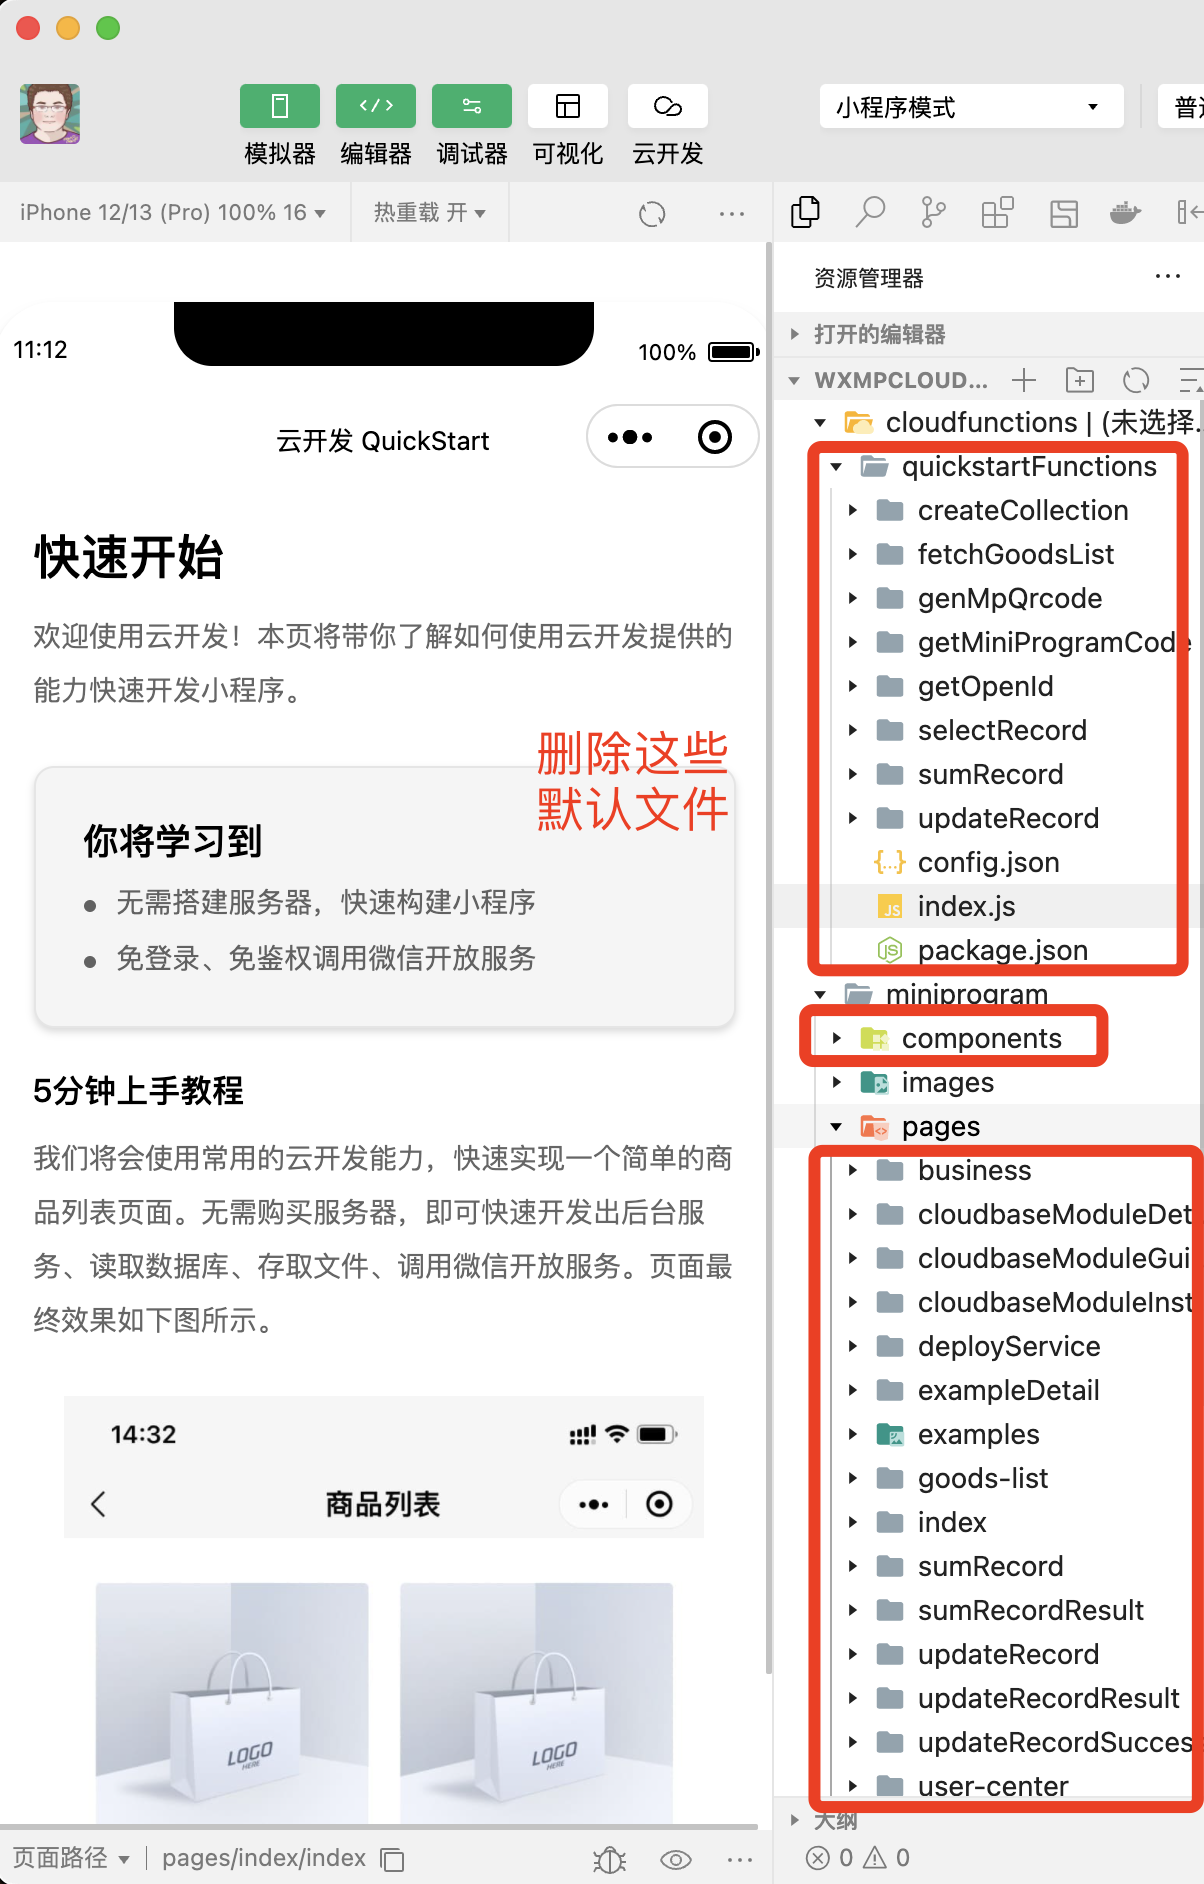 模拟器
编辑器
调试器
可视化
云开发
小程序模式
iPhone 12/13 (Pro) 100% 16
热重载 开
资源管理器
打开的编辑器
WXMPCLOUD...
11:12
100%
云开发 QuickStart
快速开始
欢迎使用云开发！本页将带你了解如何使用云开发提供的
能力快速开发小程序。
删除这些
默认文件
你将学习到
无需搭建服务器，快速构建小程序
免登录、免鉴权调用微信开放服务
5分钟上手教程
我们将会使用常用的云开发能力，快速实现一个简单的商
品列表页面。无需购买服务器，即可快速开发出后台服
务、读取数据库、存取文件、调用微信开放服务。页面最
终效果如下图所示。
14:32
商品列表
LOGO
HERE
LOGO
HERE
页面路径
pages/index/index
cloudfunctions | (未选择...
quickstartFunctions
createCollection
fetchGoodsList
genMpQrcode
getMiniProgramCode
getOpenId
selectRecord
sumRecord
updateRecord
{..} config.json
JS index.js
JS package.json
miniprogram
components
images
pages
business
cloudbaseModuleDet
cloudbaseModuleGui
cloudbaseModuleInst
deployService
exampleDetail
examples
goods-list
index
sumRecord
sumRecordResult
updateRecord
updateRecordResult
updateRecordSucces
user-center
大纲
0
0